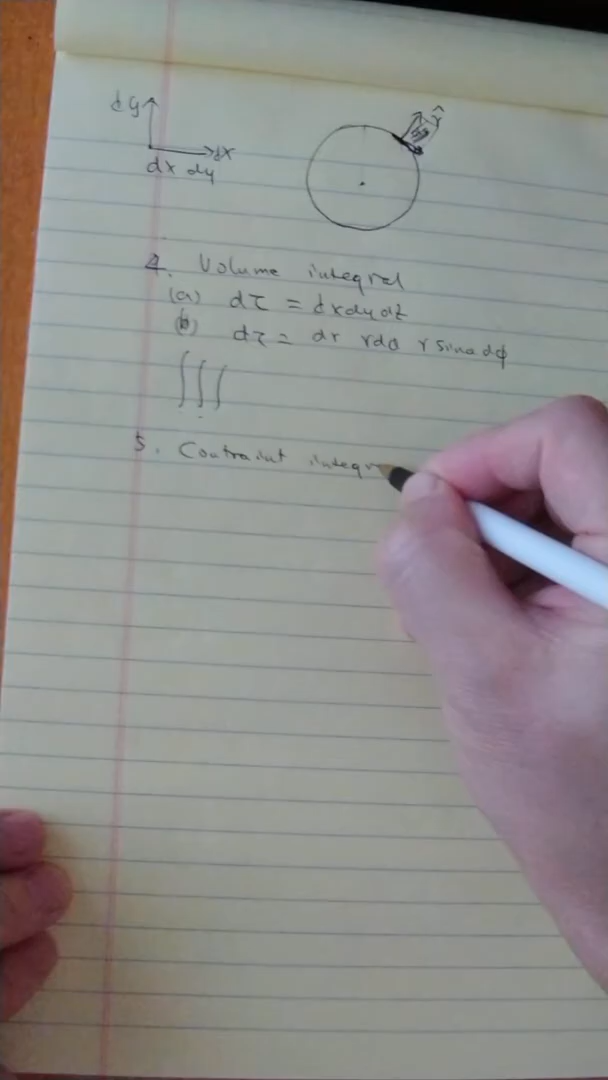 dy
dx
r̂
dx dy
4. Volume integral
(a) dτ = dxdydz
(b) dτ = dr rdθ r sinθ dϕ
∫∫∫
5. Contraint integr